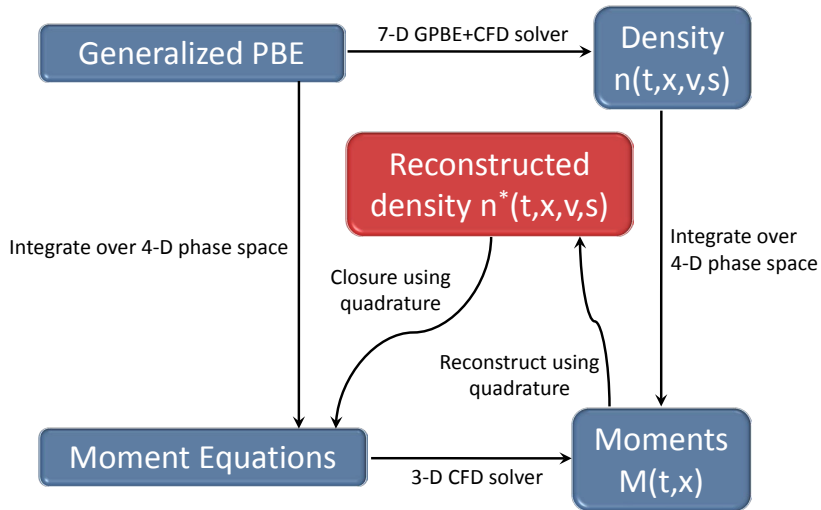 Generalized PBE
7-D GPBE+CFD solver
Density
n(t,x,v,s)
Reconstructed
density n*(t,x,v,s)
Integrate over 4-D phase space
Integrate over
4-D phase space
Closure using
quadrature
Reconstruct using
quadrature
Moment Equations
3-D CFD solver
Moments
M(t,x)